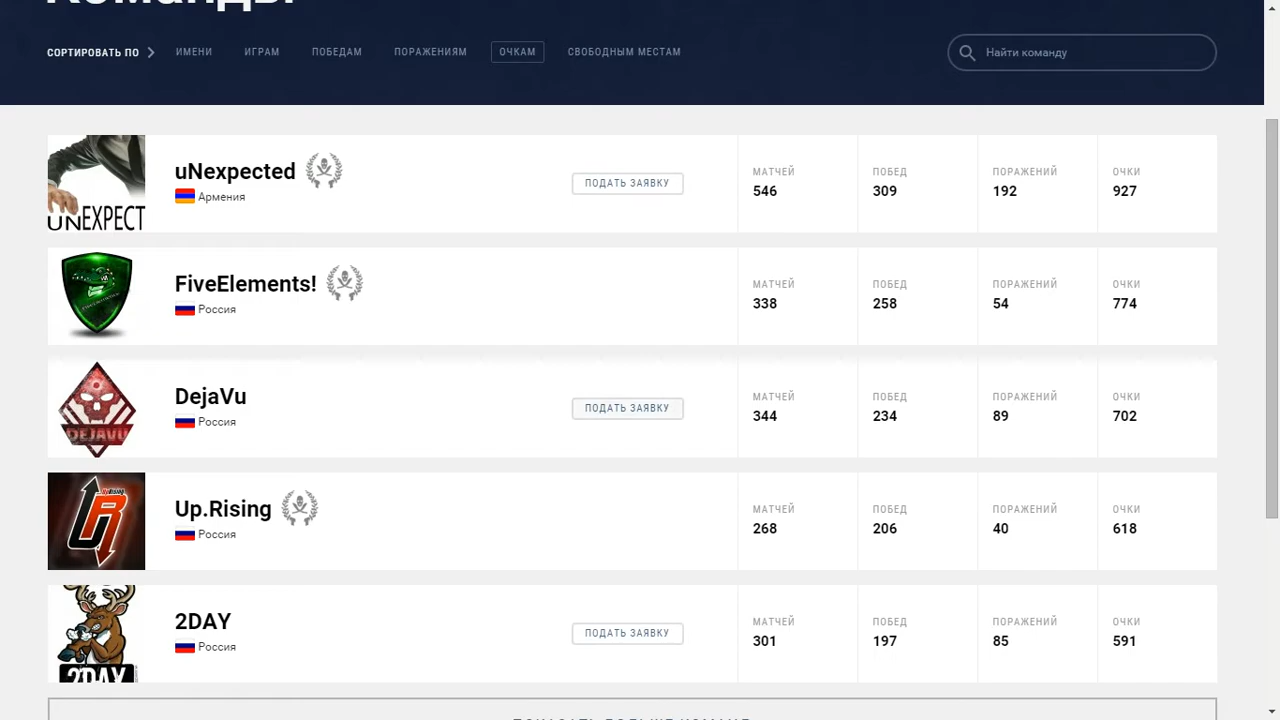 Команды
СОРТИРОВАТЬ ПО ИМЕНИ ИГРАМ ПОБЕДАМ ПОРАЖЕНИЯМ ОЧКАМ СВОБОДНЫМ МЕСТАМ Найти команду
UNEXPECT
uNexpected
Армения
ПОДАТЬ ЗАЯВКУ
МАТЧЕЙ ПОБЕД ПОРАЖЕНИЙ ОЧКИ
546 309 192 927
FiveElements!
Россия
МАТЧЕЙ ПОБЕД ПОРАЖЕНИЙ ОЧКИ
338 258 54 774
DEJAVU
DejaVu
Россия
ПОДАТЬ ЗАЯВКУ
МАТЧЕЙ ПОБЕД ПОРАЖЕНИЙ ОЧКИ
344 234 89 702
Up.Rising
Россия
МАТЧЕЙ ПОБЕД ПОРАЖЕНИЙ ОЧКИ
268 206 40 618
2DAY
2DAY
Россия
ПОДАТЬ ЗАЯВКУ
МАТЧЕЙ ПОБЕД ПОРАЖЕНИЙ ОЧКИ
301 197 85 591